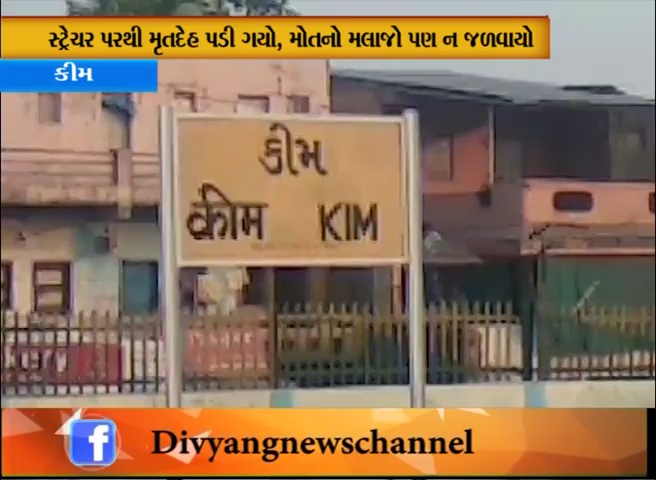 સ્ટ્રેચર પરથી મૃતદેહ પડી ગયો, મોતનો મલાજો પણ ન જળવાયો
કીમ
કીમ
कीम KIM
f Divyangnewschannel